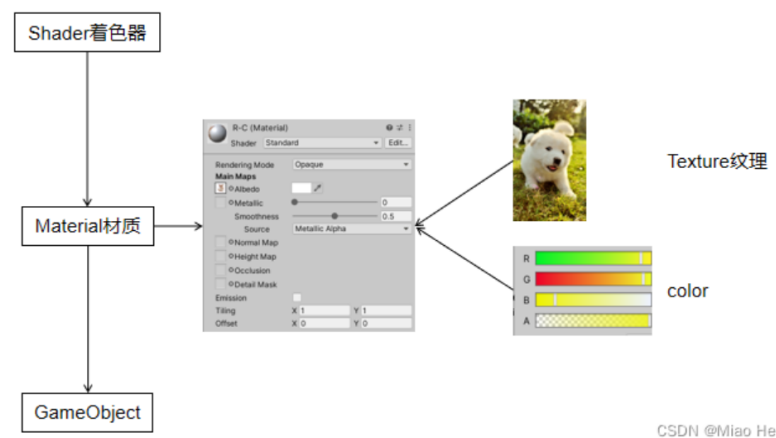 Shader着色器
R-C (Material)
Shader Standard Edit...
Rendering Mode Opaque
Main Maps
Albedo
Metallic 0
Smoothness 0.5
Source Metallic Alpha
Normal Map
Height Map
Occlusion
Detail Mask
Emission
Tiling X 1 Y 1
Offset X 0 Y 0
Texture纹理
Material材质
R
G
B
A
color
GameObject
CSDN @Miao He